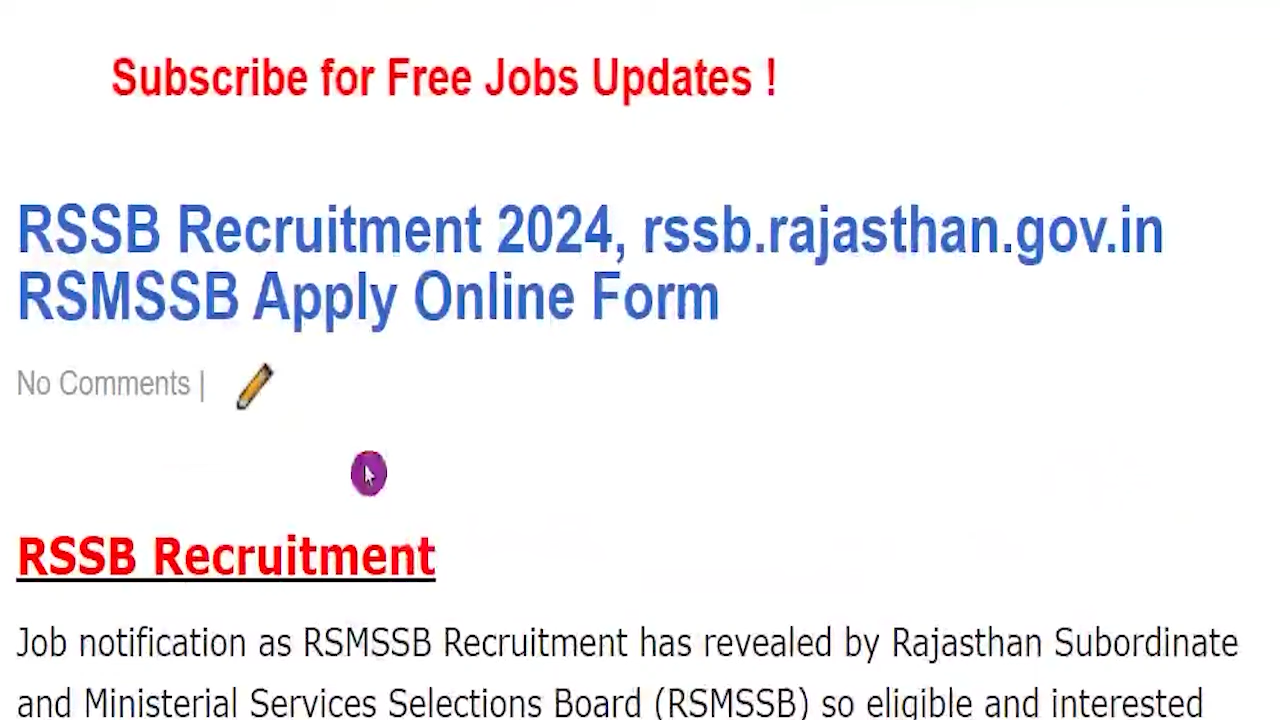 Subscribe for Free Jobs Updates !
RSSB Recruitment 2024, rssb.rajasthan.gov.in
RSMSSB Apply Online Form
No Comments |
RSSB Recruitment
Job notification as RSMSSB Recruitment has revealed by Rajasthan Subordinate
and Ministerial Services Selections Board (RSMSSB) so eligible and interested